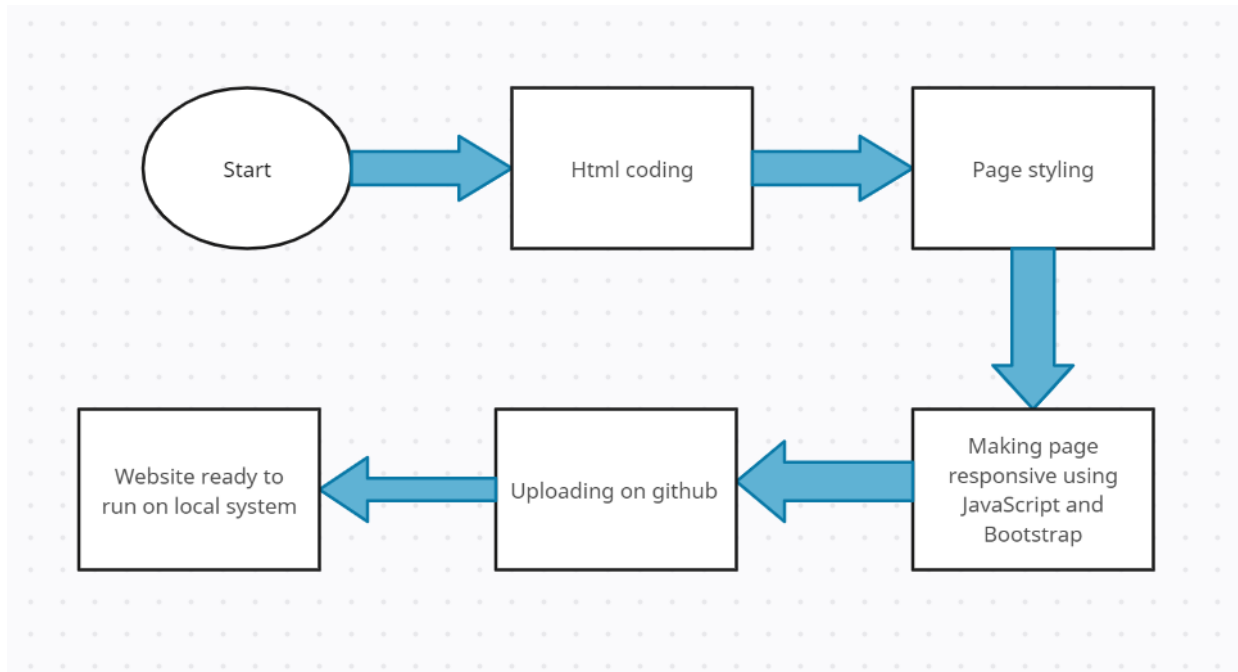 Start
Html coding
Page styling
Making page
responsive using
JavaScript and
Bootstrap
Uploading on github
Website ready to
run on local system